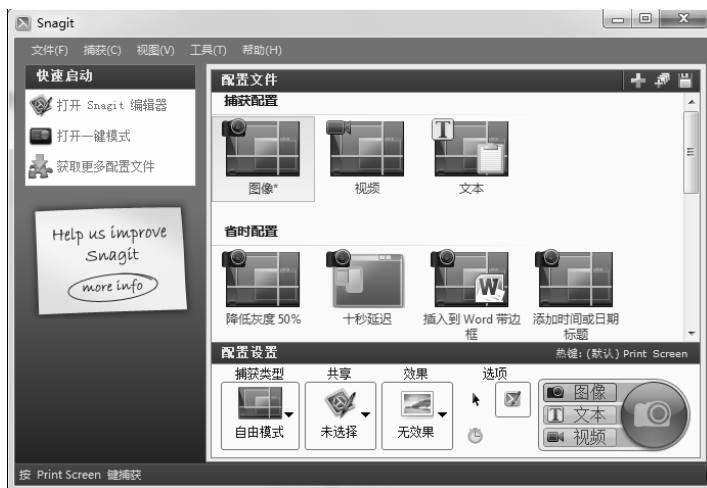 Snagit
文件(F) 捕获(C) 视图(V) 工具(T) 帮助(H)
快速启动
打开 Snagit 编辑器
打开一键模式
获取更多配置文件
Help us improve
Snagit
more info
配置文件
捕获配置
图像* 视频 文本
省时配置
降低灰度 50% 十秒延迟 插入到 Word 带边框 添加时间或日期标题
配置设置 热键: (默认) Print Screen
捕获类型 共享 效果 选项
自由模式 未选择 无效果
图像
文本
视频
按 Print Screen 键捕获